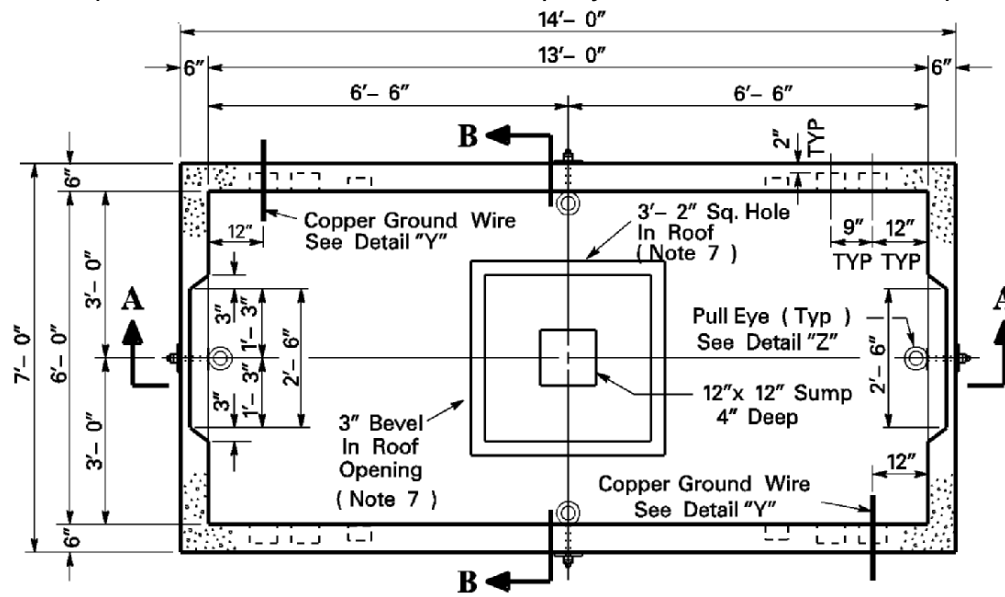 14'– 0"
6"
13'– 0"
6"
6'– 6"
6'– 6"
B
2"
TYP
6"
Copper Ground Wire
See Detail "Y"
3'– 2" Sq. Hole
In Roof
( Note 7 )
9"
12"
TYP
TYP
12"
3'– 0"
A
A
3"
1'– 3"
2'– 6"
Pull Eye ( Typ )
See Detail "Z"
7'– 0"
6'– 0"
2'– 6"
3"
1'– 3"
12"x 12" Sump
4" Deep
3" Bevel
In Roof
Opening
( Note 7 )
3'– 0"
12"
Copper Ground Wire
See Detail "Y"
6"
B